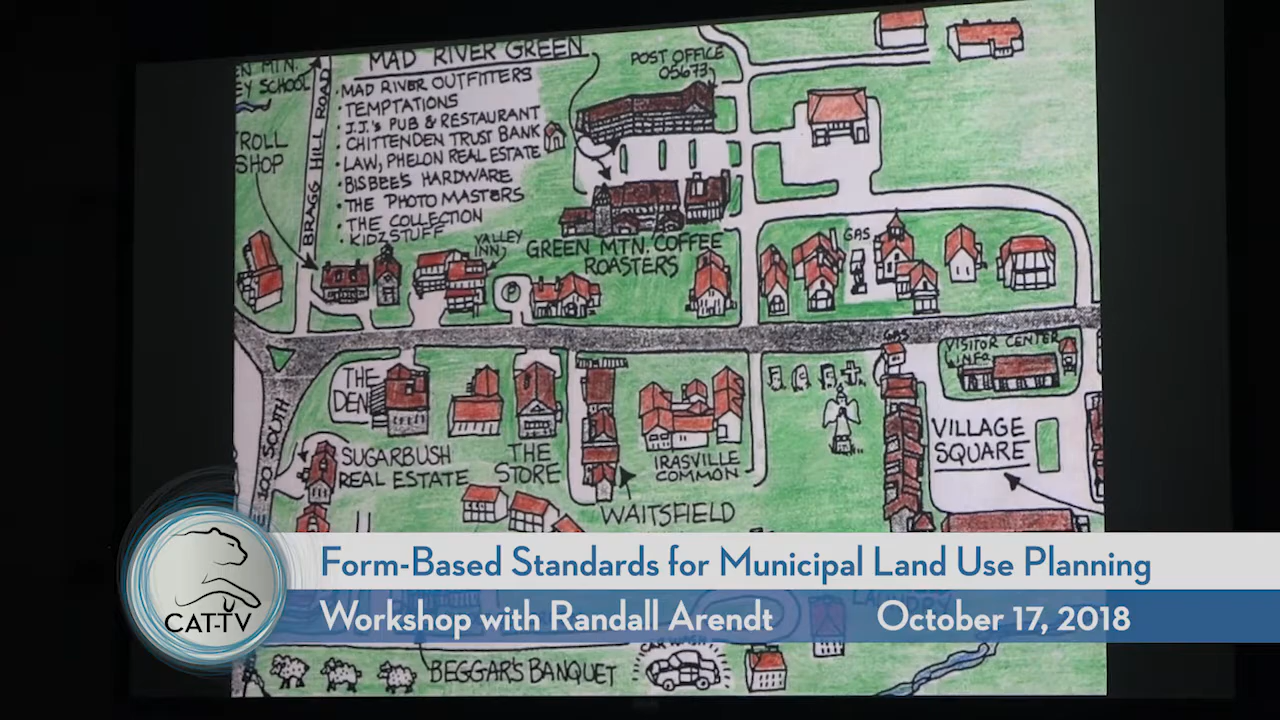 MAD RIVER GREEN
• MAD RIVER OUTFITTERS
• TEMPTATIONS
• J.J.'s PUB & RESTAURANT
• CHITTENDEN TRUST BANK
• LAW, PHELON REAL ESTATE
• BISBEE'S HARDWARE
• THE PHOTO MASTERS
• THE COLLECTION
• KIDZSTUFF
POST OFFICE
05673
BRAGG HILL ROAD
SHOP
VALLEY
INN
GREEN MTN. COFFEE
ROASTERS
GAS
GAS
VISITOR CENTER
THE
DEN
SUGARBUSH
REAL ESTATE
THE
STORE
IRASVILLE
COMMON
WAITSFIELD
VILLAGE
SQUARE
100 SOUTH
Form-Based Standards for Municipal Land Use Planning
Workshop with Randall Arendt October 17, 2018
CAT-TV
CAR WASH
BEGGAR'S BANQUET